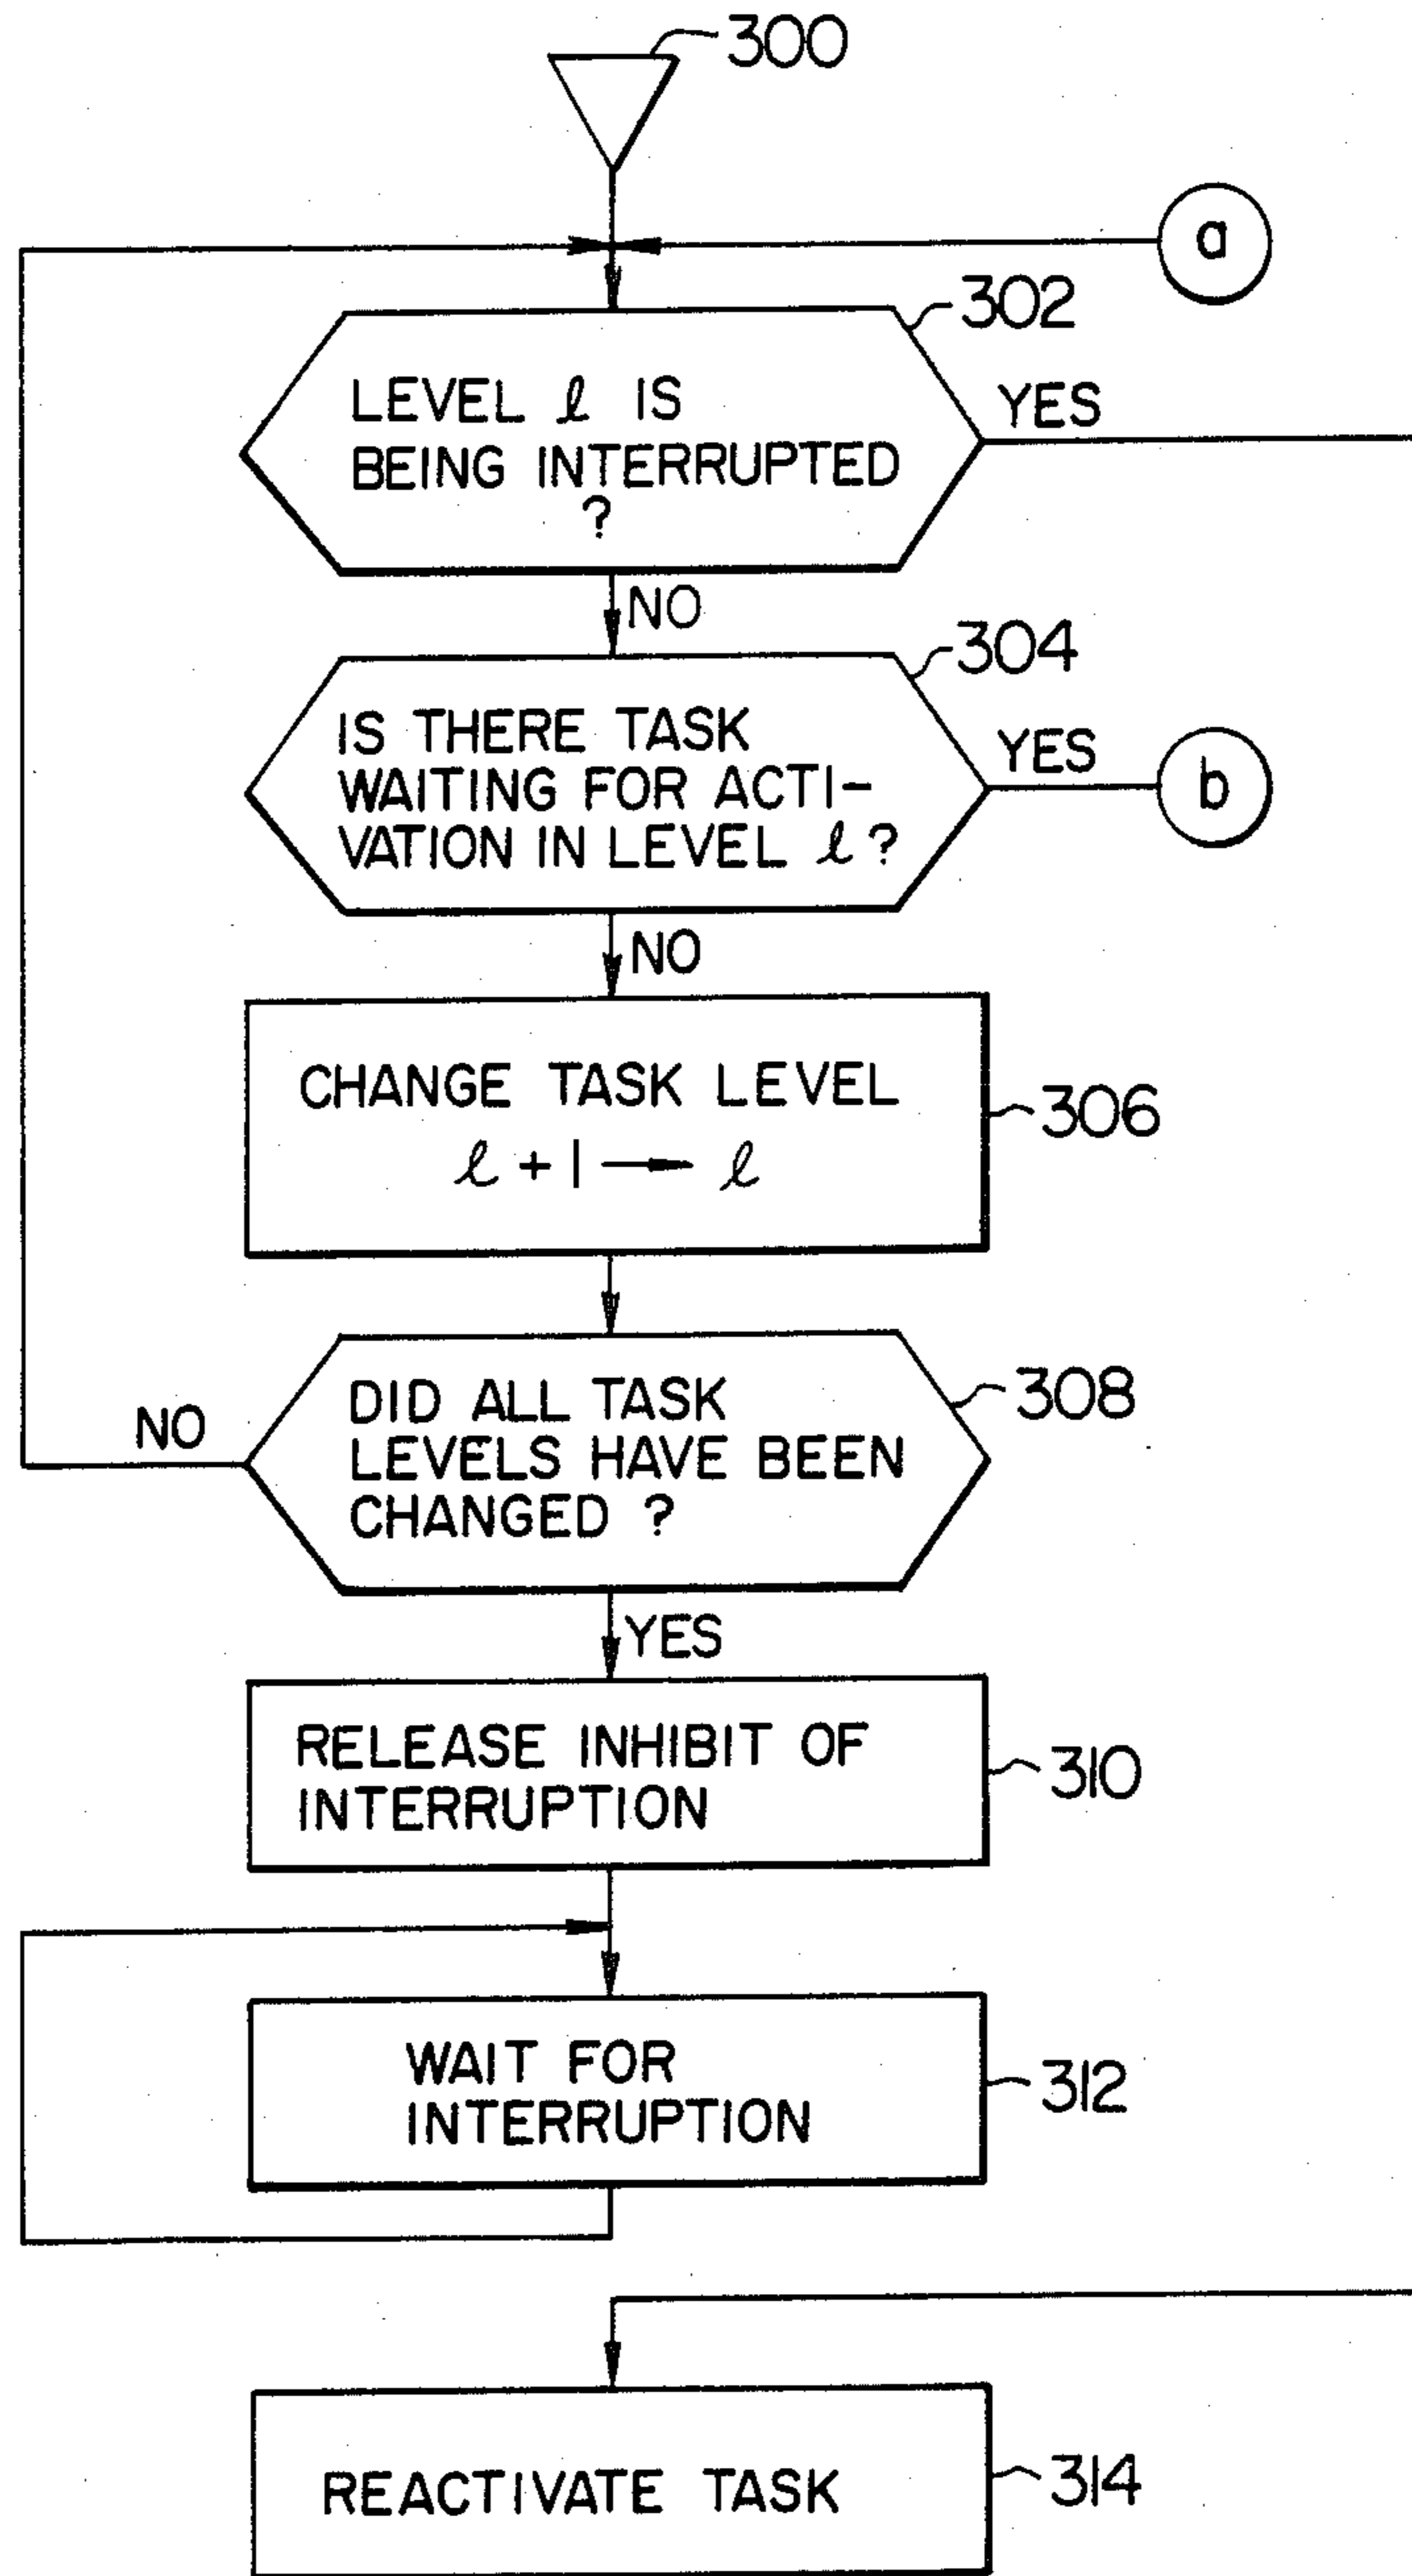 300
a
302
LEVEL ℓ IS
BEING INTERRUPTED
?
YES
NO
304
IS THERE TASK
WAITING FOR ACTI-
VATION IN LEVEL ℓ?
YES
b
NO
CHANGE TASK LEVEL
ℓ + 1 → ℓ
306
DID ALL TASK
LEVELS HAVE BEEN
CHANGED ?
308
NO
YES
RELEASE INHIBIT OF
INTERRUPTION
310
WAIT FOR
INTERRUPTION
312
REACTIVATE TASK
314